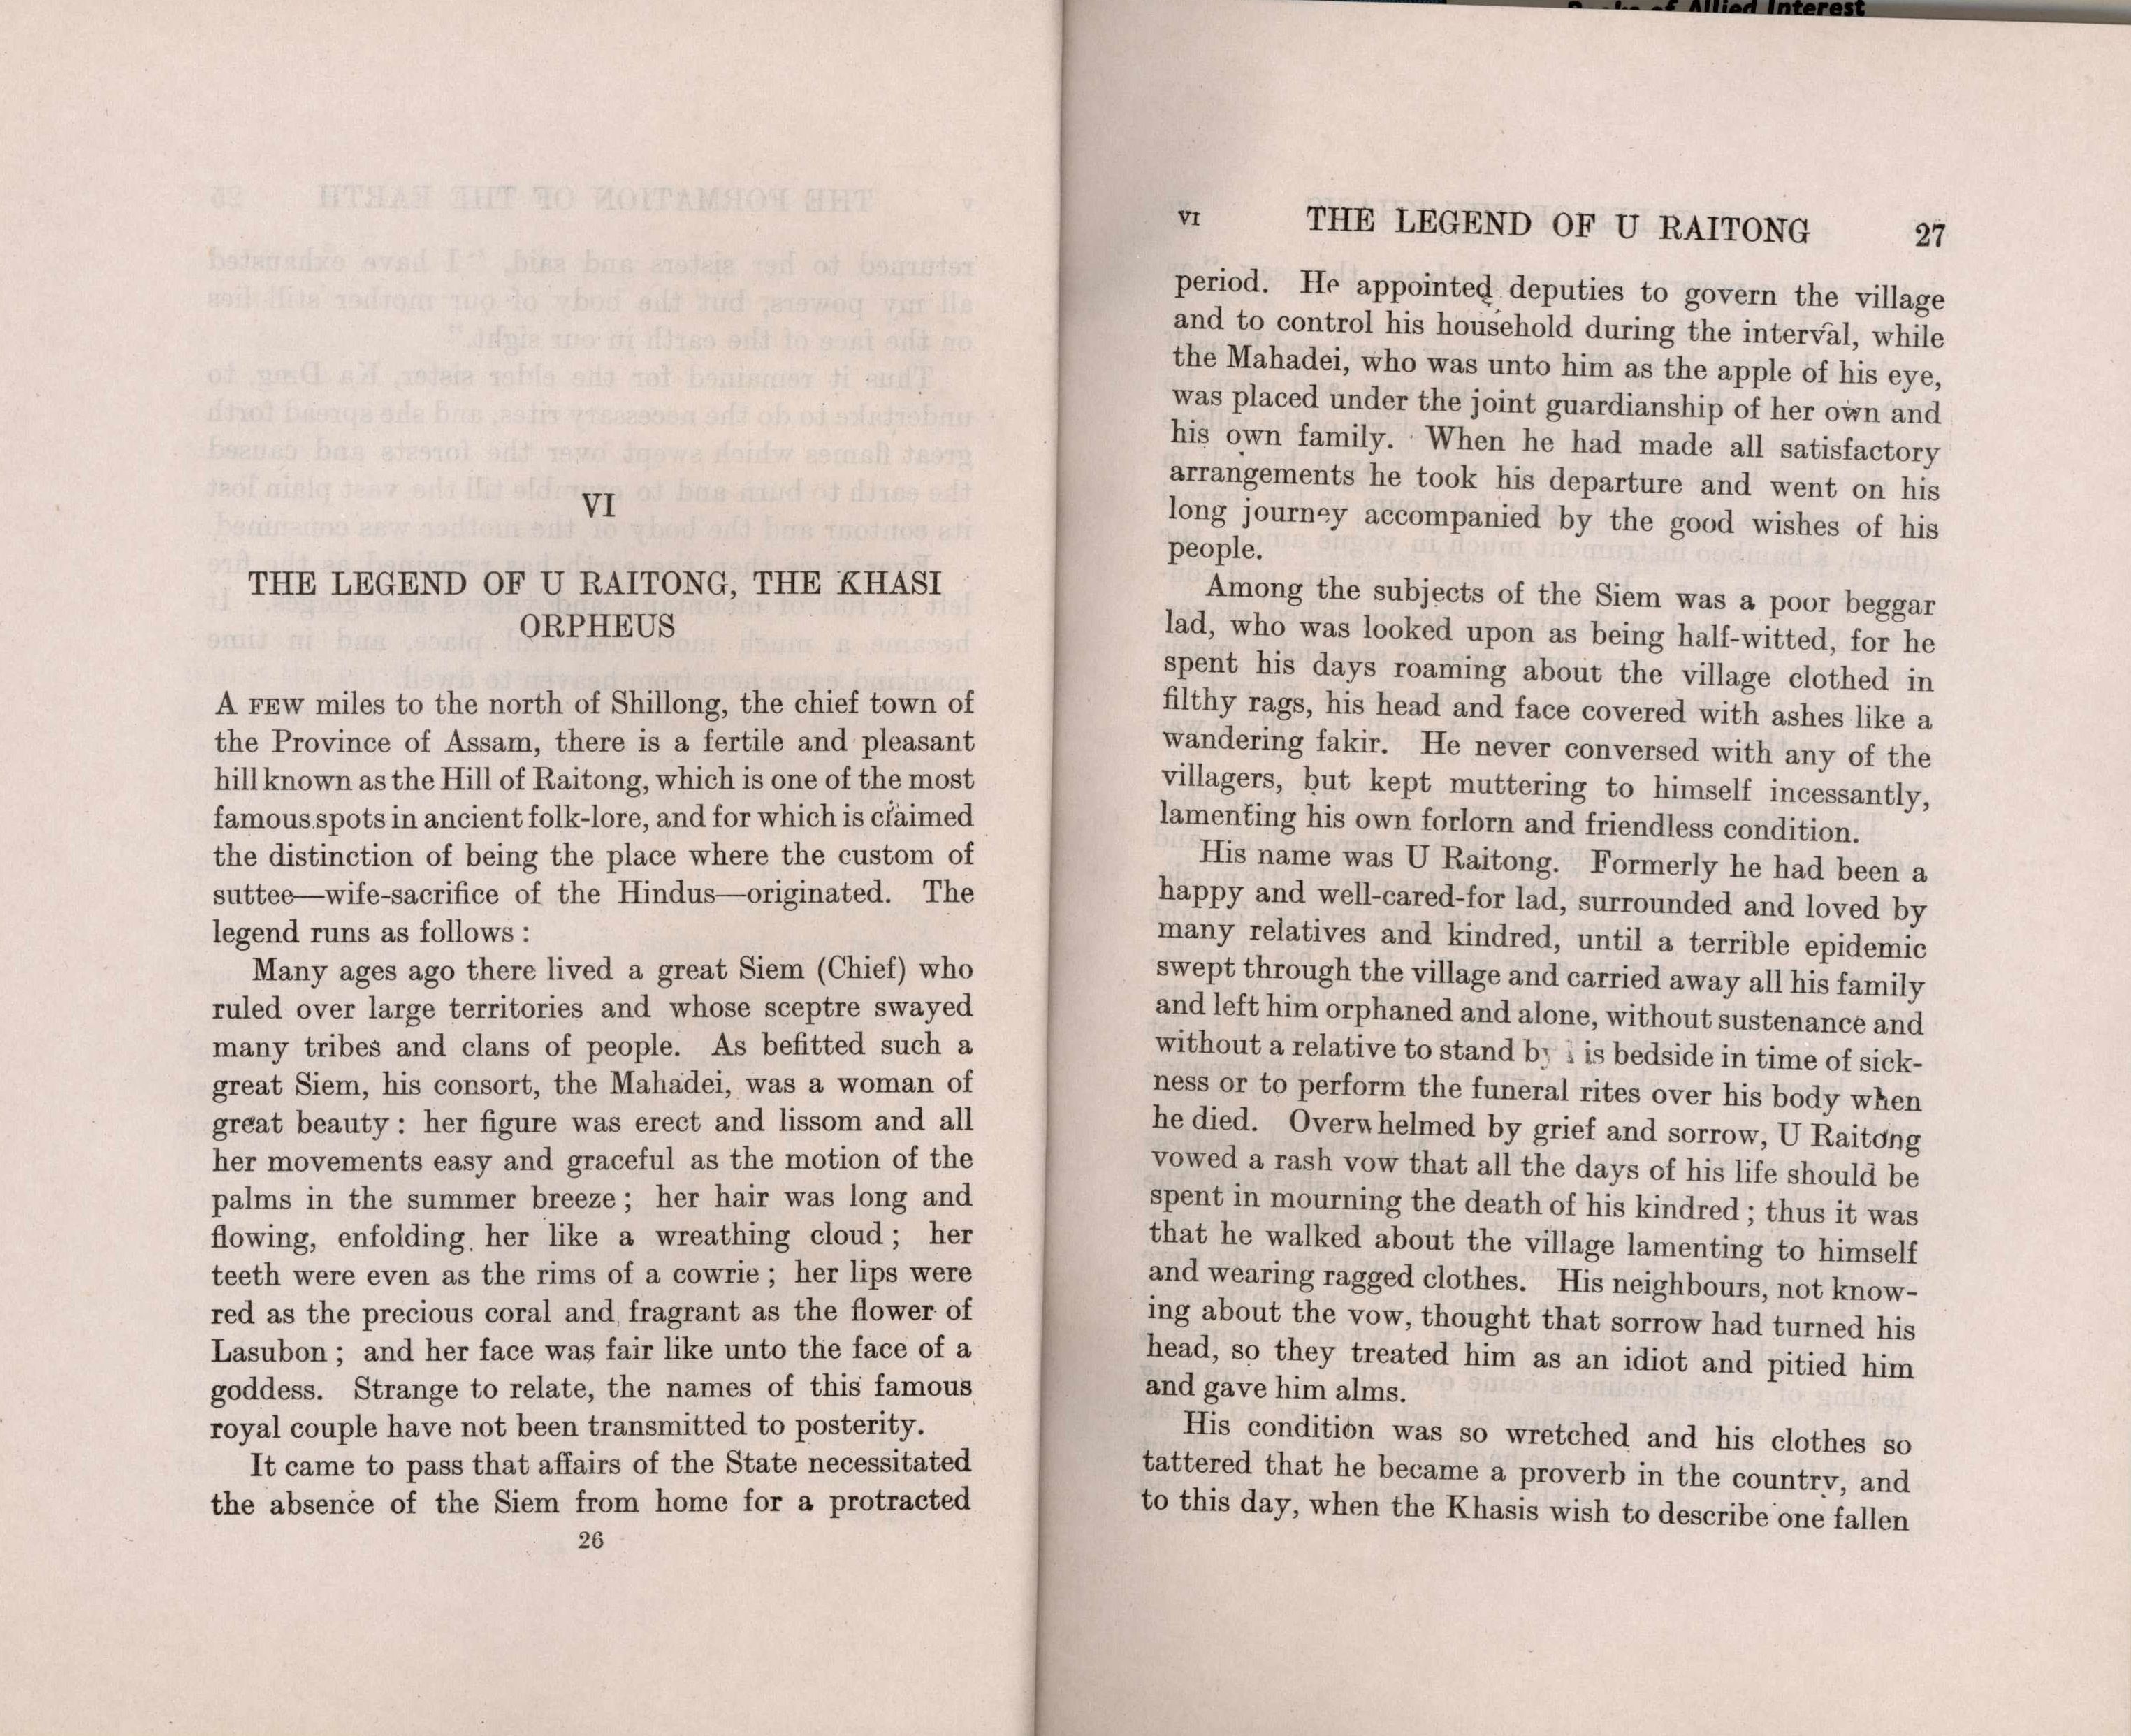 VI
THE LEGEND OF U RAITONG, THE KHASI
ORPHEUS
A FEW miles to the north of Shillong, the chief town of
the Province of Assam, there is a fertile and pleasant
hill known as the Hill of Raitong, which is one of the most
famous spots in ancient folk-lore, and for which is claimed
the distinction of being the place where the custom of
suttee—wife-sacrifice of the Hindus—originated. The
legend runs as follows :
Many ages ago there lived a great Siem (Chief) who
ruled over large territories and whose sceptre swayed
many tribes and clans of people. As befitted such a
great Siem, his consort, the Mahadei, was a woman of
great beauty : her figure was erect and lissom and all
her movements easy and graceful as the motion of the
palms in the summer breeze ; her hair was long and
flowing, enfolding her like a wreathing cloud ; her
teeth were even as the rims of a cowrie ; her lips were
red as the precious coral and fragrant as the flower of
Lasubon ; and her face was fair like unto the face of a
goddess. Strange to relate, the names of this famous
royal couple have not been transmitted to posterity.
It came to pass that affairs of the State necessitated
the absence of the Siem from home for a protracted
26
of Allied Interest
VI THE LEGEND OF U RAITONG 27
period. He appointed deputies to govern the village
and to control his household during the interval, while
the Mahadei, who was unto him as the apple of his eye,
was placed under the joint guardianship of her own and
his own family. When he had made all satisfactory
arrangements he took his departure and went on his
long journey accompanied by the good wishes of his
people.
Among the subjects of the Siem was a poor beggar
lad, who was looked upon as being half-witted, for he
spent his days roaming about the village clothed in
filthy rags, his head and face covered with ashes like a
wandering fakir. He never conversed with any of the
villagers, but kept muttering to himself incessantly,
lamenting his own forlorn and friendless condition.
His name was U Raitong. Formerly he had been a
happy and well-cared-for lad, surrounded and loved by
many relatives and kindred, until a terrible epidemic
swept through the village and carried away all his family
and left him orphaned and alone, without sustenance and
without a relative to stand by his bedside in time of sick-
ness or to perform the funeral rites over his body when
he died. Overwhelmed by grief and sorrow, U Raitong
vowed a rash vow that all the days of his life should be
spent in mourning the death of his kindred ; thus it was
that he walked about the village lamenting to himself
and wearing ragged clothes. His neighbours, not know-
ing about the vow, thought that sorrow had turned his
head, so they treated him as an idiot and pitied him
and gave him alms.
His condition was so wretched and his clothes so
tattered that he became a proverb in the country, and
to this day, when the Khasis wish to describe one fallen